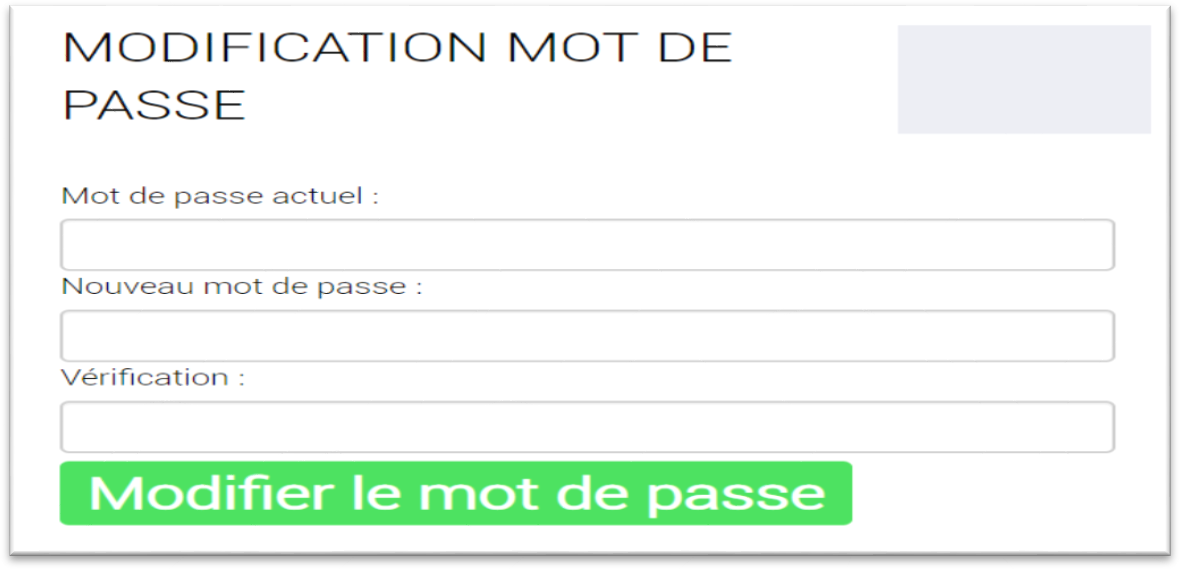 MODIFICATION MOT DE
PASSE
Mot de passe actuel :
Nouveau mot de passe :
Vérification :
Modifier le mot de passe